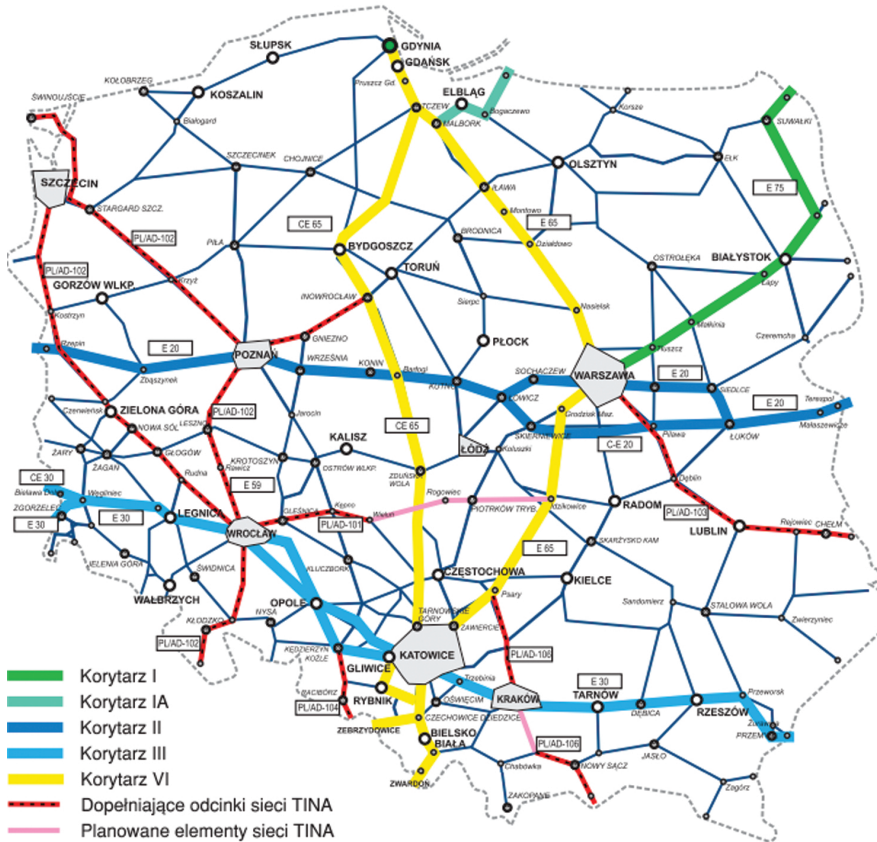 SŁUPSK
GDYNIA
GDAŃSK
KOŁOBRZEG
KOSZALIN
Pruszcz Gd.
ELBLĄG
ŚWINOUJŚCIE
TCZEW
Bogaczewo
Korsze
SUWAŁKI
Białogard
MALBORK
SZCZECINEK
CHOJNICE
OLSZTYN
EŁK
SZCZECIN
IŁAWA
E 75
STARGARD SZCZ.
Montowo
CE 65
E 65
BRODNICA
PL/AD-102
PIŁA
BYDGOSZCZ
Działdowo
OSTROŁĘKA
BIAŁYSTOK
PL/AD-102
TORUŃ
Krzyż
Łapy
GORZÓW WLKP.
INOWROCŁAW
Sierpc
Nasielsk
Kostrzyn
Małkinia
GNIEZNO
PŁOCK
Czeremcha
Rzepin
E 20
POZNAŃ
Tłuszcz
WRZEŚNIA
KONIN
Barłogi
SOCHACZEW
WARSZAWA
E 20
Zbąszynek
KUTNO
SIEDLCE
ŁOWICZ
E 20
Terespol
Czerwieńsk
ZIELONA GÓRA
PL/AD-102
Jarocin
Grodzisk Maz.
Małaszewicze
NOWA SÓL
LESZNO
CE 65
SKIERNIEWICE
C-E 20
Pilawa
ŁUKÓW
KALISZ
ŁÓDŹ
Koluszki
ŻARY
ŻAGAN
GŁOGÓW
KROTOSZYN
OSTRÓW WLKP.
CE 30
Rudna
Rawicz
ZDUŃSKA
WOLA
Dęblin
Bielawa Dolna
Węgliniec
E 59
Rogowiec
ZGORZELEC
Kępno
Idzikowice
RADOM
LEGNICA
OLEŚNICA
Wieluń
PIOTRKÓW TRYB.
PL/AD-103
E 30
E 30
PL/AD-101
LUBLIN
Rejowiec
CHEŁM
WROCŁAW
SKARŻYSKO KAM
E 65
JELENIA GÓRA
ŚWIDNICA
KLUCZBORK
CZĘSTOCHOWA
KIELCE
WAŁBRZYCH
OPOLE
Psary
Sandomierz
STALOWA WOLA
KŁODZKO
NYSA
TARNOWSKIE
GÓRY
ZAWIERCIE
Zwierzyniec
PL/AD-102
KĘDZIERZYN
KOŹLE
KATOWICE
PL/AD-106
GLIWICE
Trzebinia
E 30
RACIBÓRZ
RYBNIK
OŚWIĘCIM
KRAKÓW
TARNÓW
Przeworsk
PL/AD-104
CZECHOWICE DZIEDZICE
DĘBICA
RZESZÓW
Żurawica
ZEBRZYDOWICE
BIELSKO
BIAŁA
PL/AD-106
PRZEM
Chabówka
NOWY SĄCZ
JASŁO
ZWARDOŃ
Zagórz
ZAKOPANE
Korytarz I
Korytarz IA
Korytarz II
Korytarz III
Korytarz VI
Dopełniające odcinki sieci TINA
Planowane elementy sieci TINA